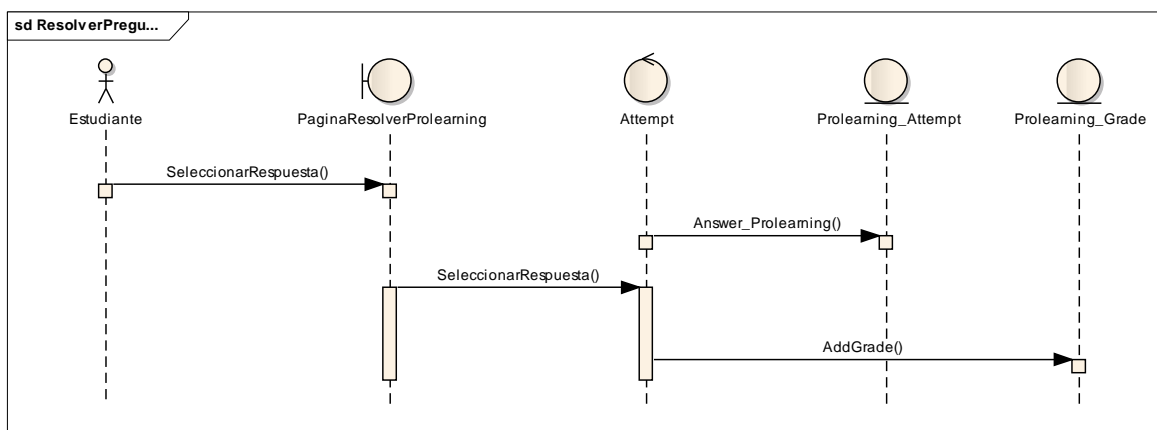 sd ResolverPregu...
Estudiante
PaginaResolverProlearning
Attempt
Prolearning_Attempt
Prolearning_Grade
SeleccionarRespuesta()
Answer_Prolearning()
SeleccionarRespuesta()
AddGrade()